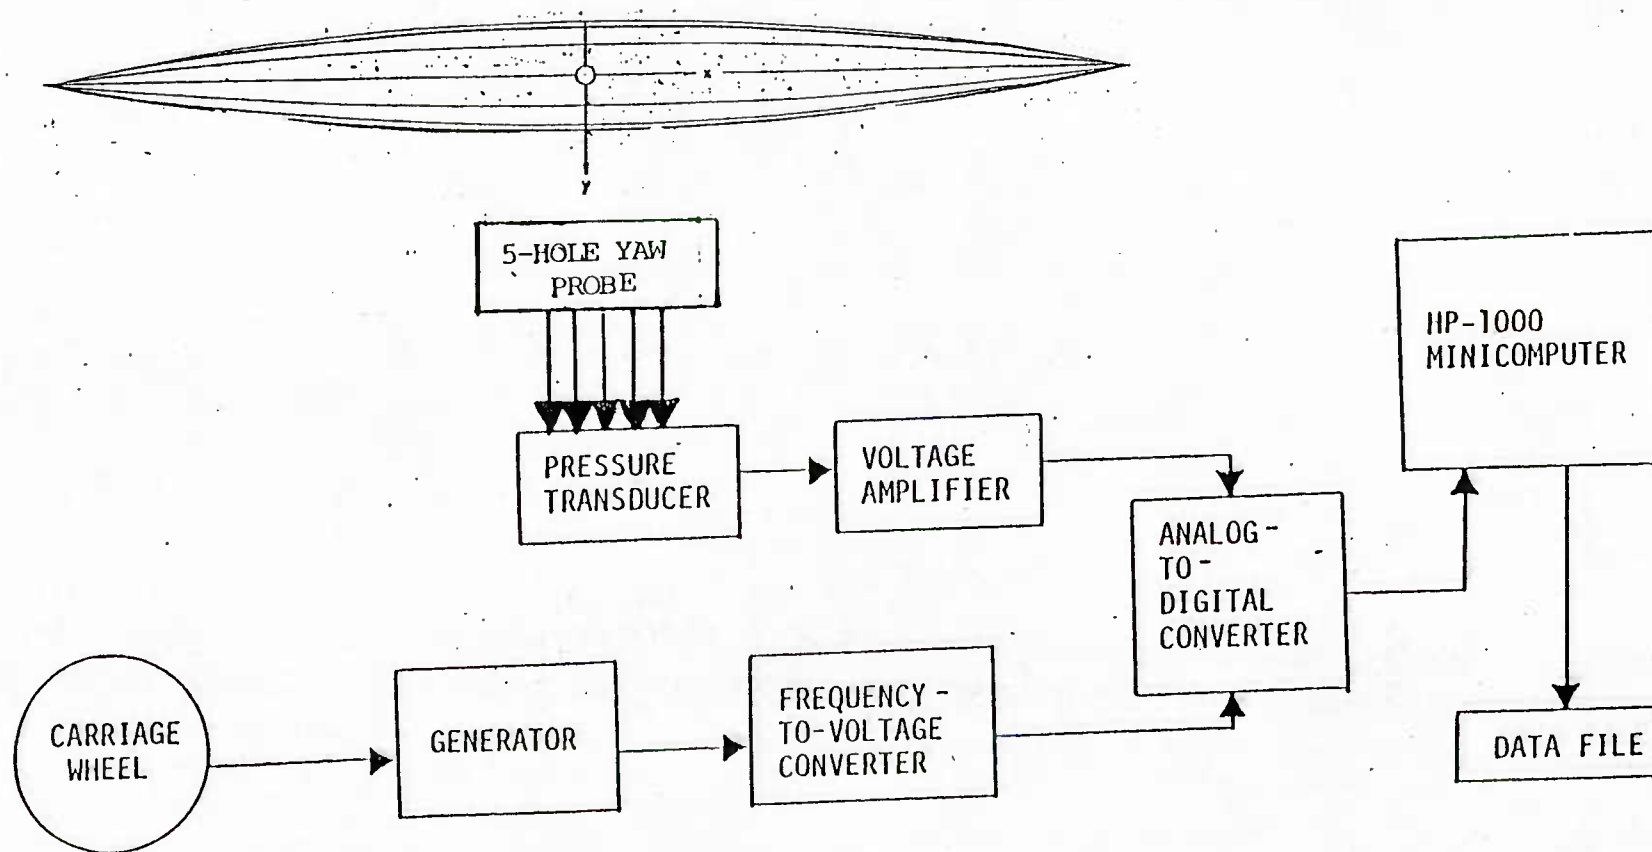 x
y
5-HOLE YAW
PROBE
HP-1000
MINICOMPUTER
PRESSURE
TRANSDUCER
VOLTAGE
AMPLIFIER
ANALOG-
TO-
DIGITAL
CONVERTER
CARRIAGE
WHEEL
GENERATOR
FREQUENCY-
TO-VOLTAGE
CONVERTER
DATA FILE